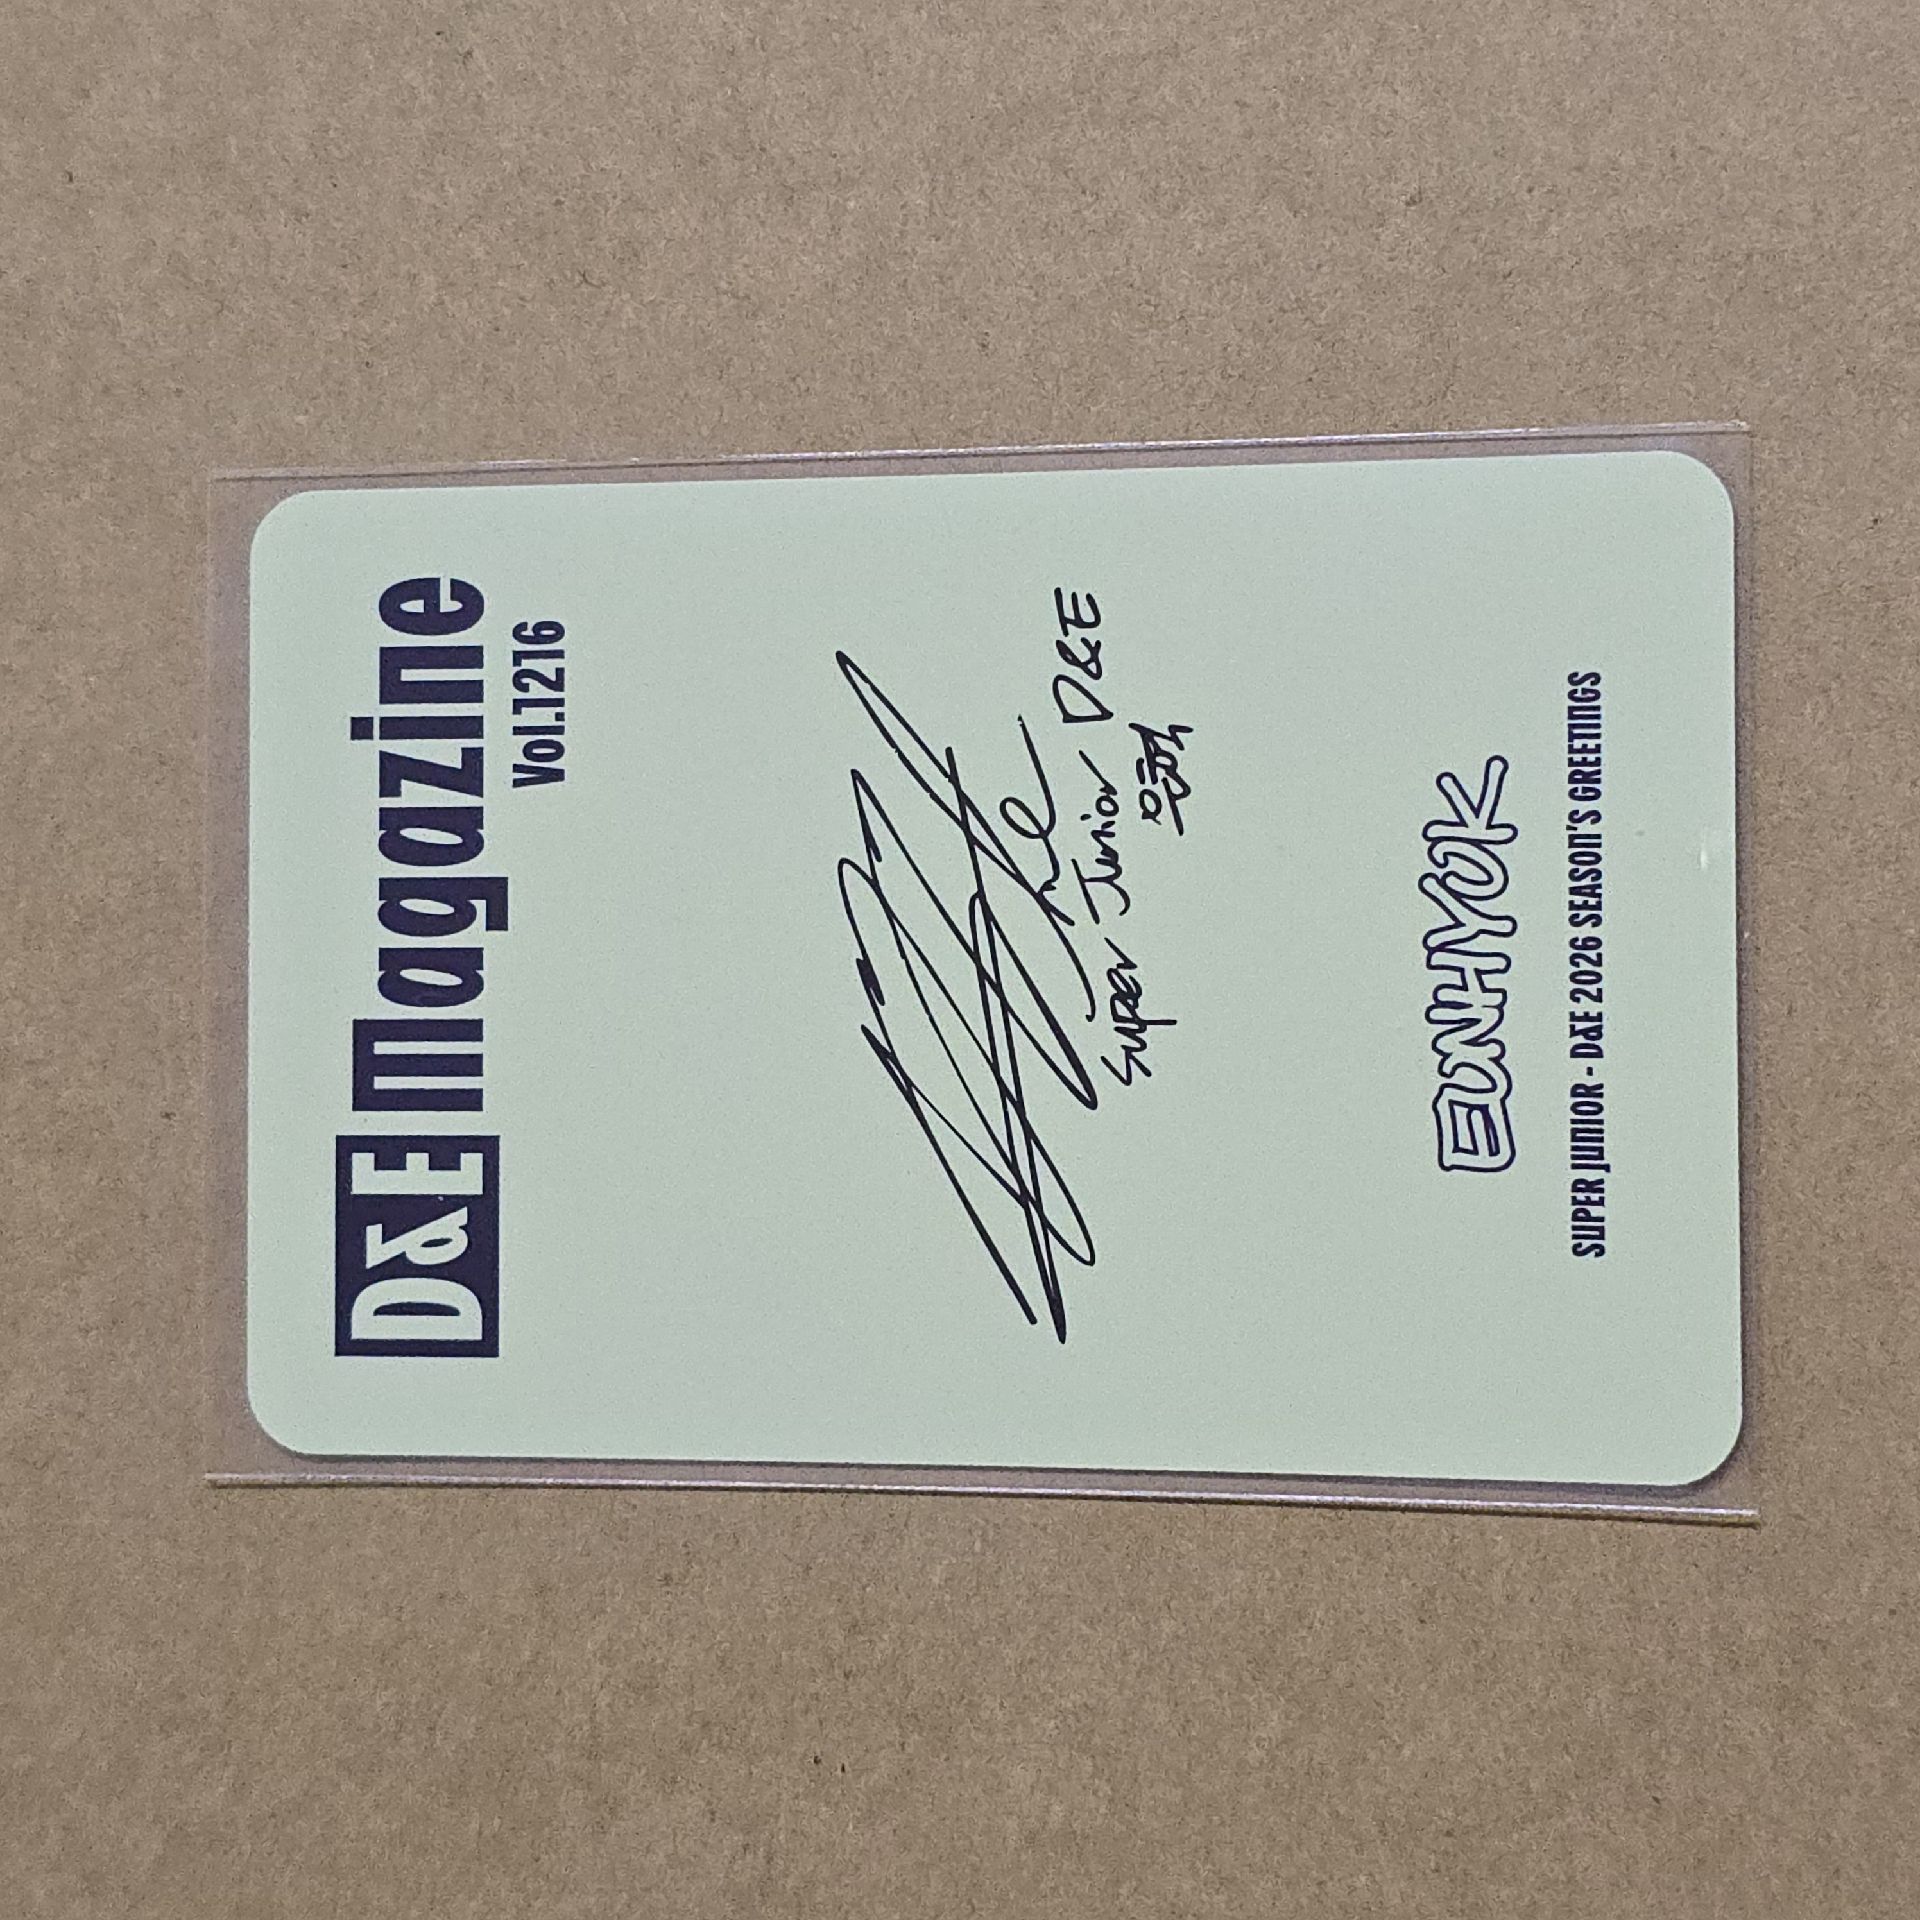 D&E Magazine
Vol.1216
Super Junior D&E
은혁
EUNHYUK
SUPER JUNIOR - D&E 2026 SEASON'S GREETINGS